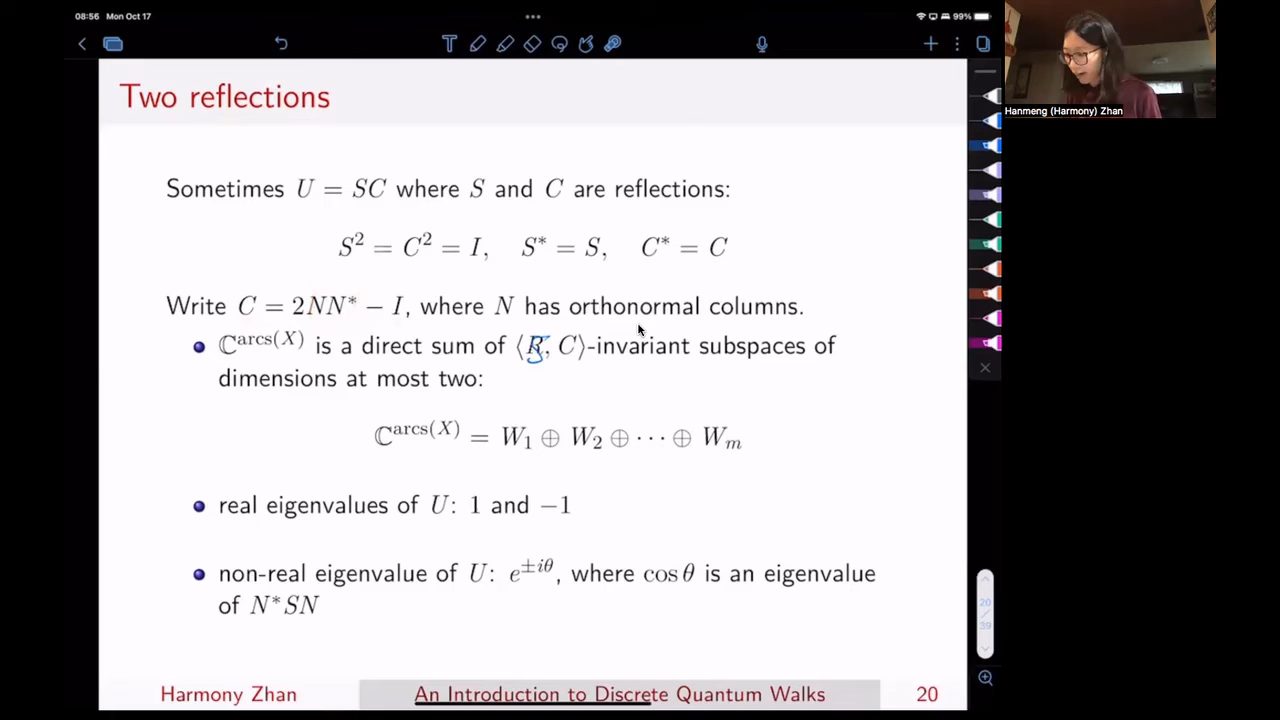 08:56 Mon Oct 17
99%
Hanmeng (Harmony) Zhan
Two reflections
Sometimes U = SC where S and C are reflections:
S² = C² = I, S* = S, C* = C
Write C = 2NN* − I, where N has orthonormal columns.
ℂ^arcs(X) is a direct sum of ⟨R, C⟩-invariant subspaces of
S
dimensions at most two:
ℂ^arcs(X) = W₁ ⊕ W₂ ⊕ ⋯ ⊕ Wₘ
real eigenvalues of U: 1 and −1
non-real eigenvalue of U: e^±iθ, where cos θ is an eigenvalue
of N*SN
20
/
39
Harmony Zhan An Introduction to Discrete Quantum Walks 20